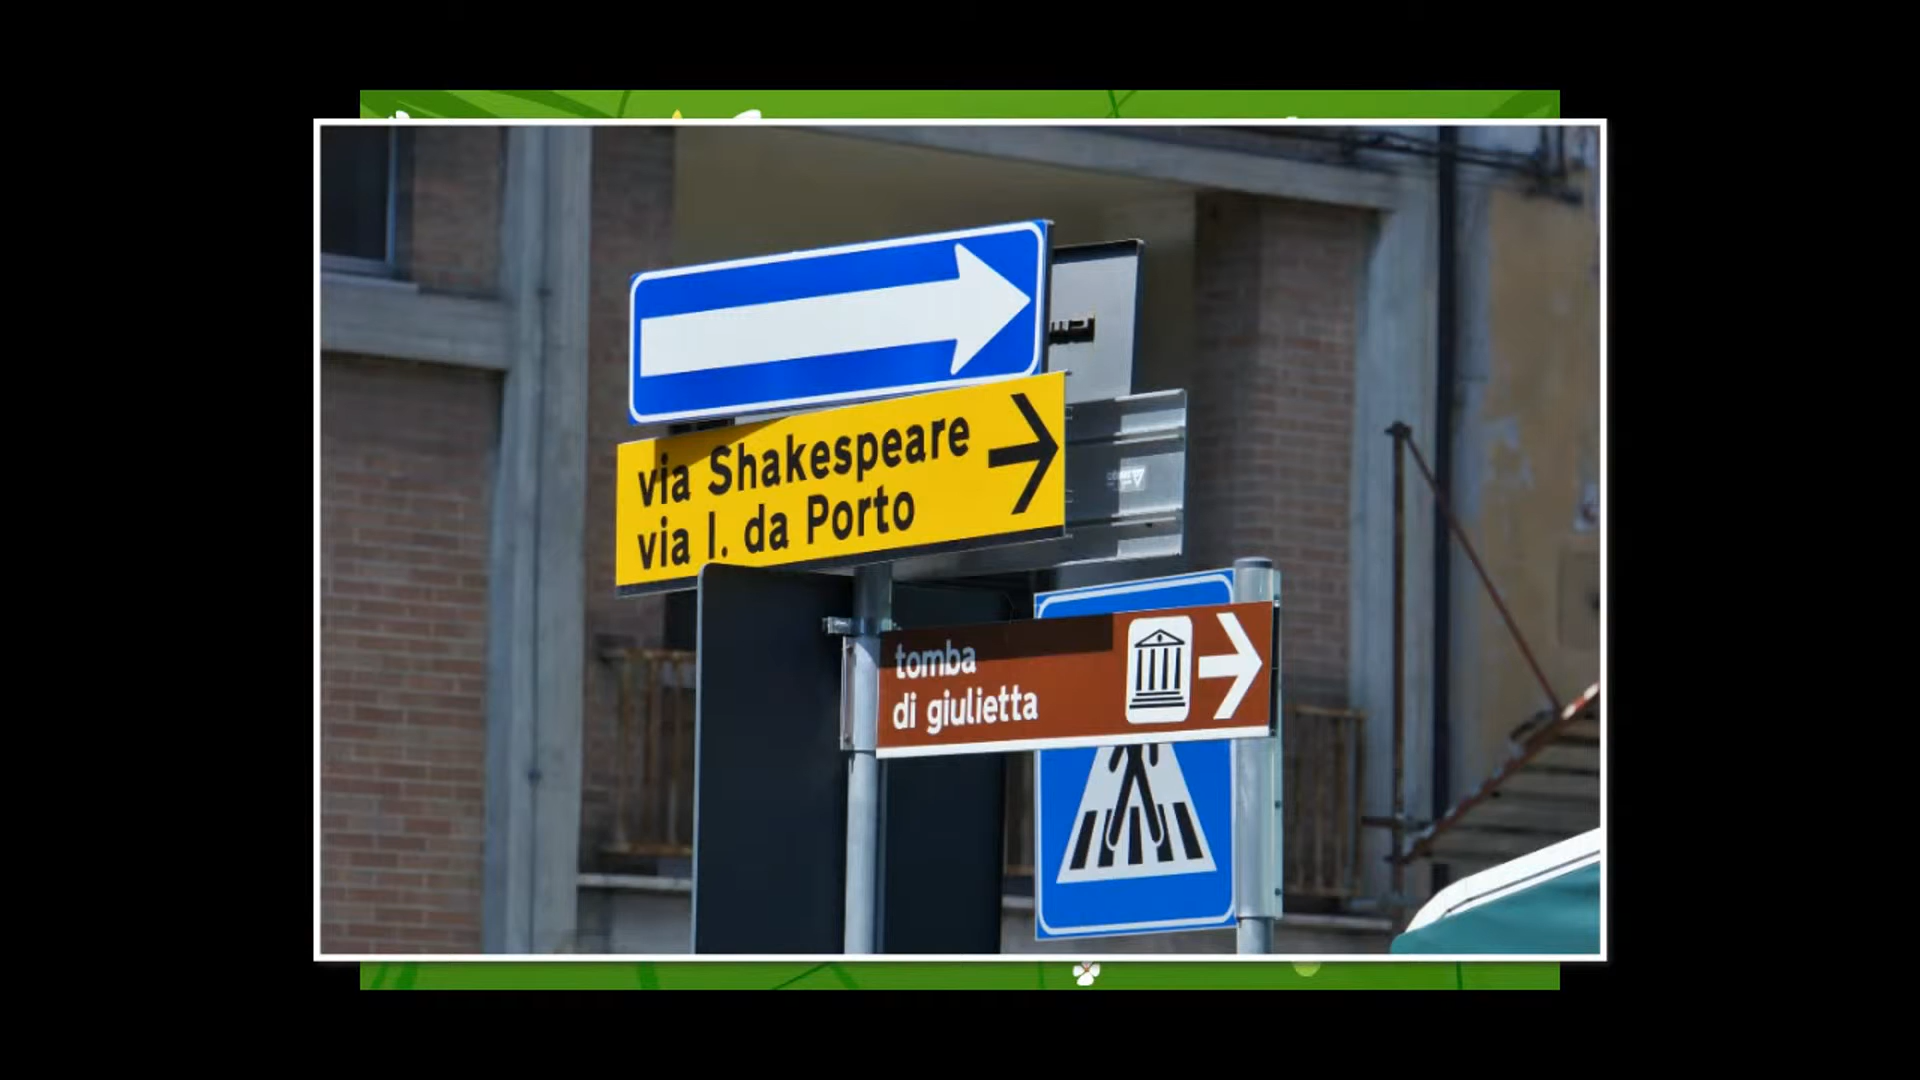 via Shakespeare
via I. da Porto
tomba
di giulietta